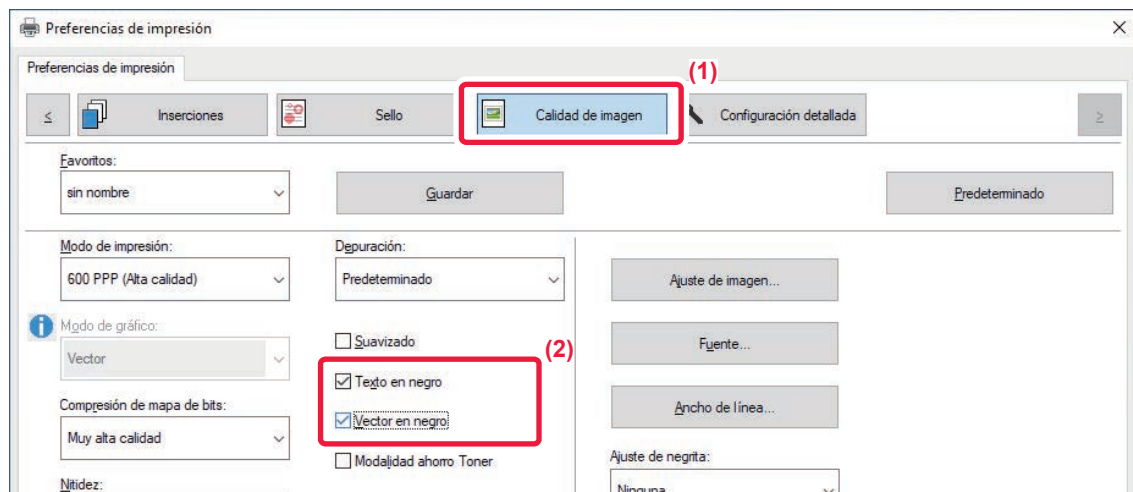 Preferencias de impresión
Preferencias de impresión
(1)
≤
Inserciones
Sello
Calidad de imagen
Configuración detallada
≥
Favoritos:
sin nombre
Guardar
Predeterminado
Modo de impresión:
600 PPP (Alta calidad)
Depuración:
Predeterminado
Ajuste de imagen...
Modo de gráfico:
Vector
Suavizado
(2)
Fuente...
Texto en negro
Compresión de mapa de bits:
Muy alta calidad
Vector en negro
Ancho de línea...
Modalidad ahorro Toner
Ajuste de negrita:
Nitidez:
Ninguna